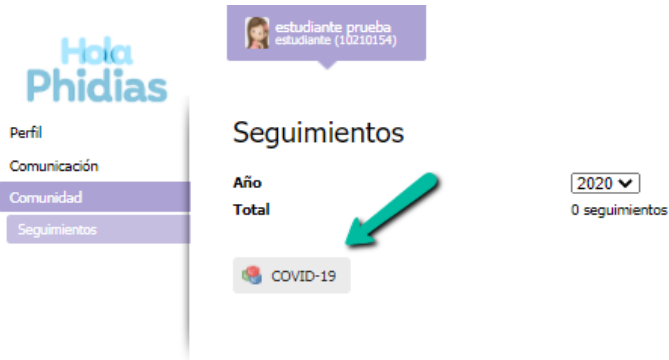 estudiante prueba
estudiante (10210154)
Hola
Phidias
Perfil
Comunicación
Comunidad
Seguimientos
Seguimientos
Año 2020
Total 0 seguimientos
COVID-19